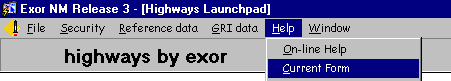 Exor NM Release 3 - [Highways Launchpad]
File Security Reference data GRI data Help Window
highways by exor
On-line Help
Current Form